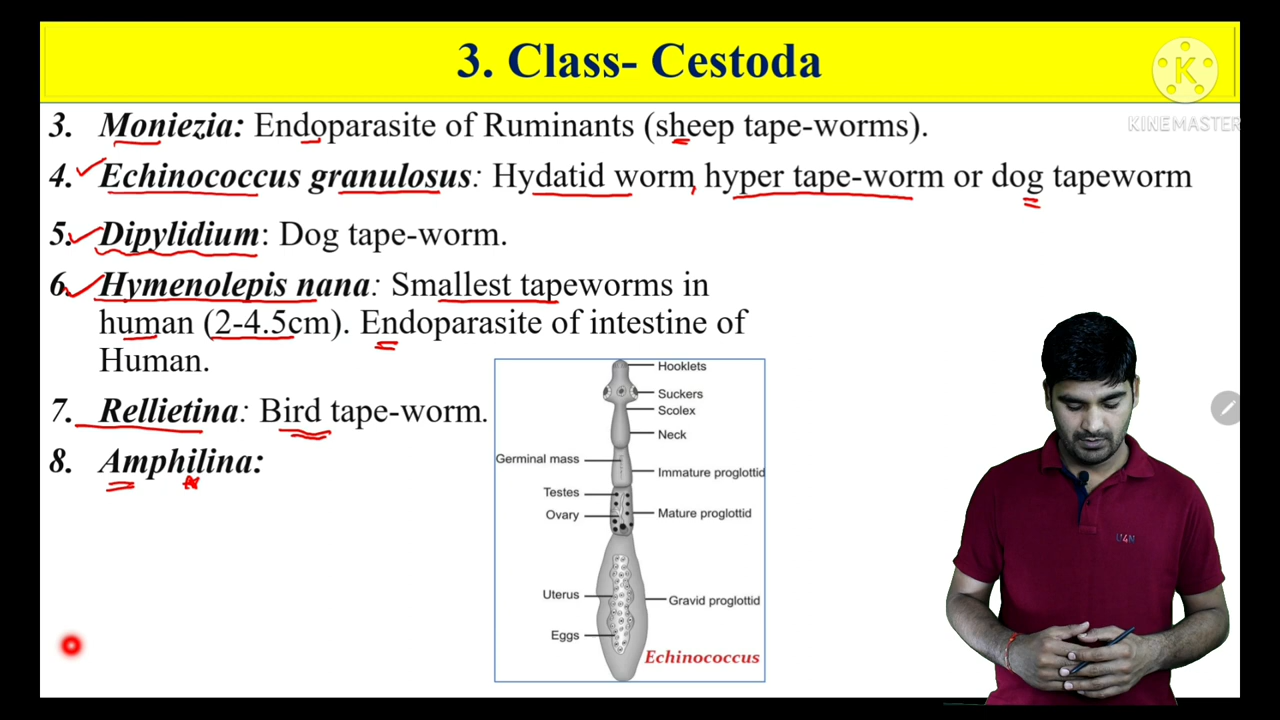 3. Class- Cestoda
K
KINEMASTER
3. Moniezia: Endoparasite of Ruminants (sheep tape-worms).
4. Echinococcus granulosus: Hydatid worm, hyper tape-worm or dog tapeworm
5. Dipylidium: Dog tape-worm.
6. Hymenolepis nana: Smallest tapeworms in
human (2-4.5cm). Endoparasite of intestine of
Human.
7. Rellietina: Bird tape-worm.
8. Amphilina:
Hooklets
Suckers
Scolex
Neck
Germinal mass
Immature proglottid
Testes
Ovary
Mature proglottid
Uterus
Gravid proglottid
Eggs
Echinococcus
U4N